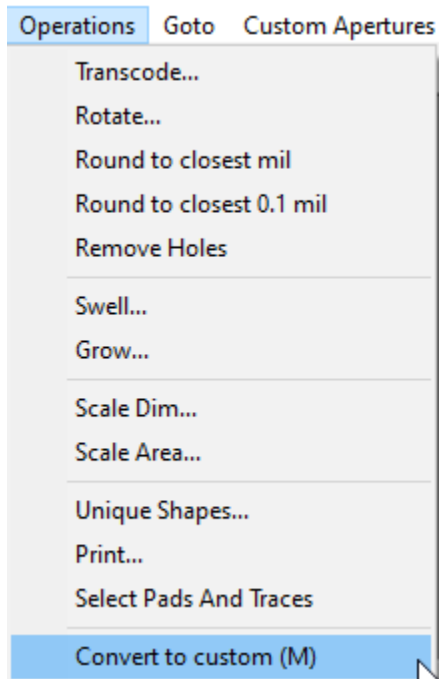 Operations Goto Custom Apertures
Transcode...
Rotate...
Round to closest mil
Round to closest 0.1 mil
Remove Holes
Swell...
Grow...
Scale Dim...
Scale Area...
Unique Shapes...
Print...
Select Pads And Traces
Convert to custom (M)